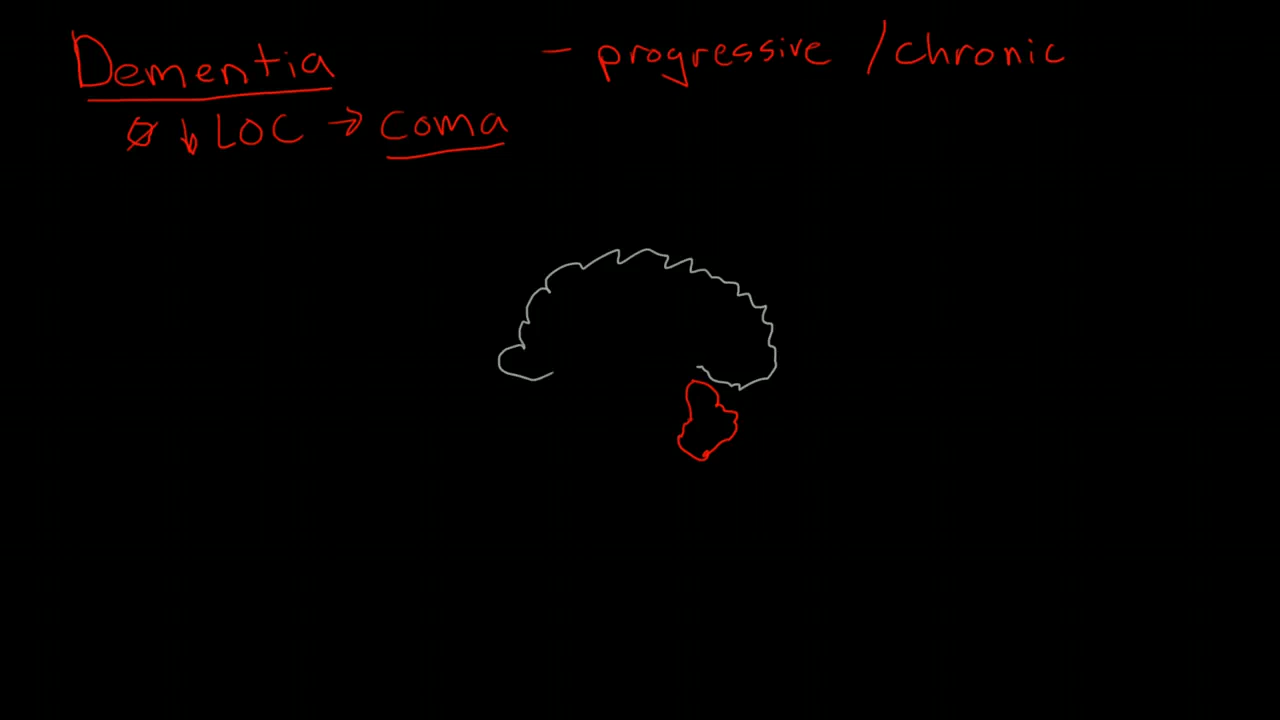 Dementia
- progressive / chronic
∅ ↓ LOC → coma